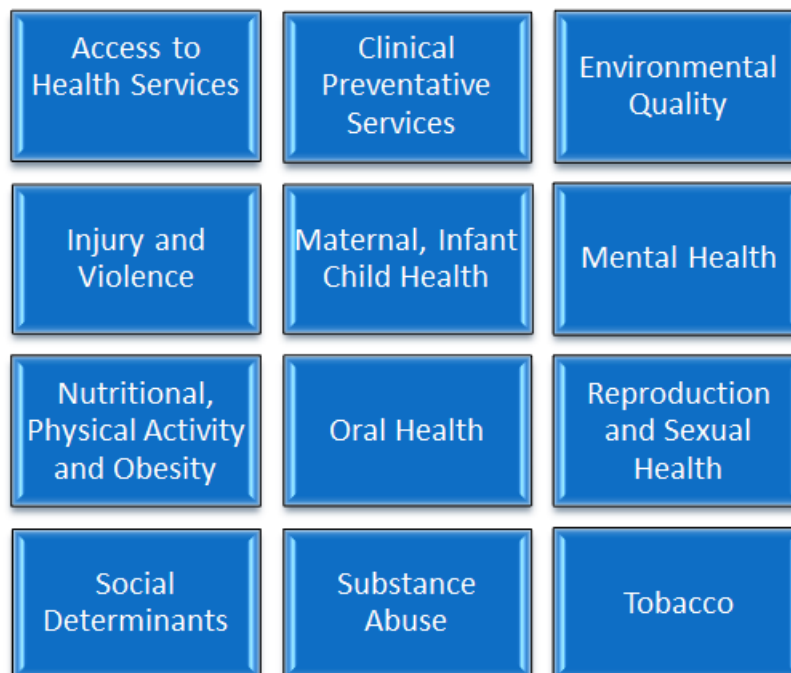 Access to
Health Services
Clinical
Preventative
Services
Environmental
Quality
Injury and
Violence
Maternal, Infant
Child Health
Mental Health
Nutritional,
Physical Activity
and Obesity
Oral Health
Reproduction
and Sexual
Health
Social
Determinants
Substance
Abuse
Tobacco